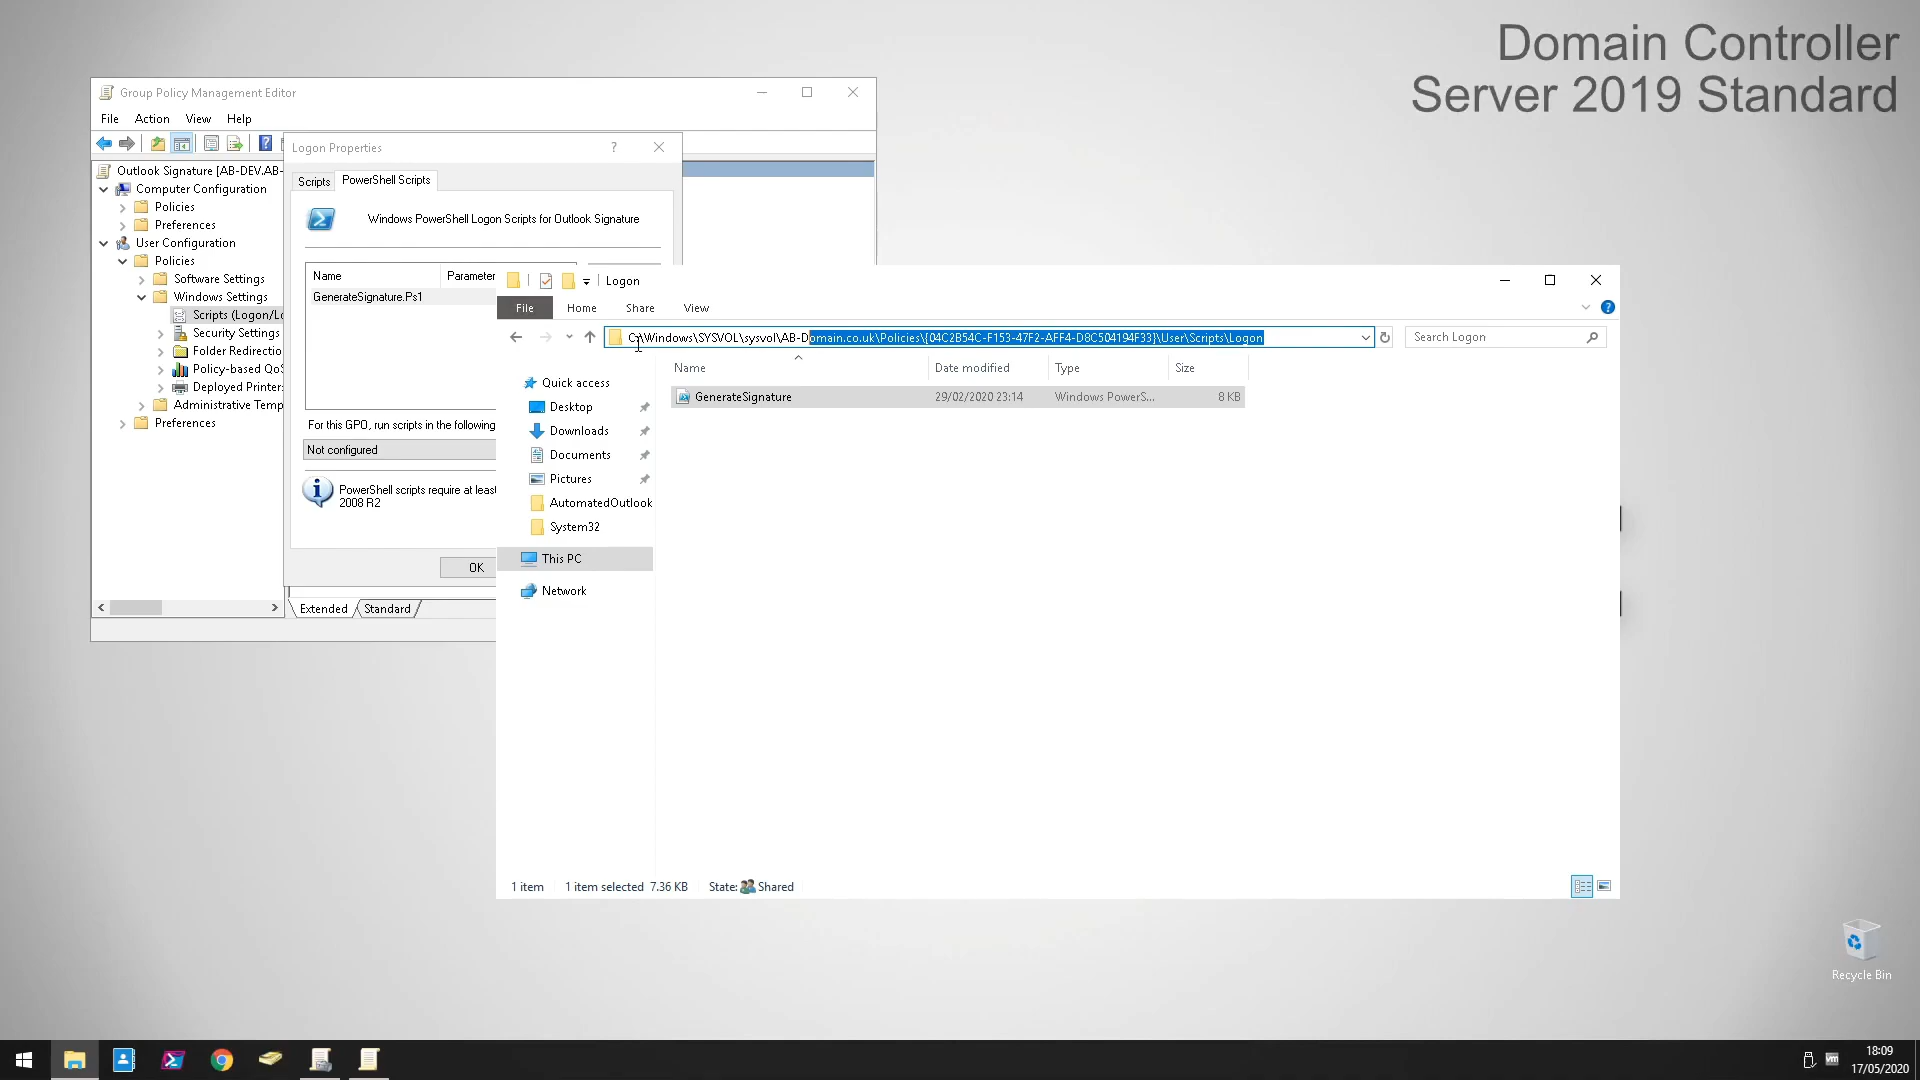 Domain Controller
Server 2019 Standard
Group Policy Management Editor
File Action View Help
Logon Properties
Outlook Signature [AB-DEV.AB-
Computer Configuration
Policies
Preferences
User Configuration
Policies
Software Settings
Windows Settings
Scripts (Logon/Lo
Security Settings
Folder Redirectio
Policy-based QoS
Deployed Printer
Administrative Temp
Preferences
Scripts PowerShell Scripts
Windows PowerShell Logon Scripts for Outlook Signature
Name Parameter
GenerateSignature.Ps1
For this GPO, run scripts in the following
Not configured
PowerShell scripts require at least
2008 R2
OK
Extended Standard
Logon
File Home Share View
C:\Windows\SYSVOL\sysvol\AB-Domain.co.uk\Policies\{04C2B54C-F153-47F2-AFF4-D8C504194F33}\User\Scripts\Logon
Search Logon
Quick access
Desktop
Downloads
Documents
Pictures
AutomatedOutlook
System32
This PC
Network
Name Date modified Type Size
GenerateSignature 29/02/2020 23:14 Windows PowerS... 8 KB
1 item 1 item selected 7.36 KB State: Shared
Recycle Bin
vm
18:09
17/05/2020